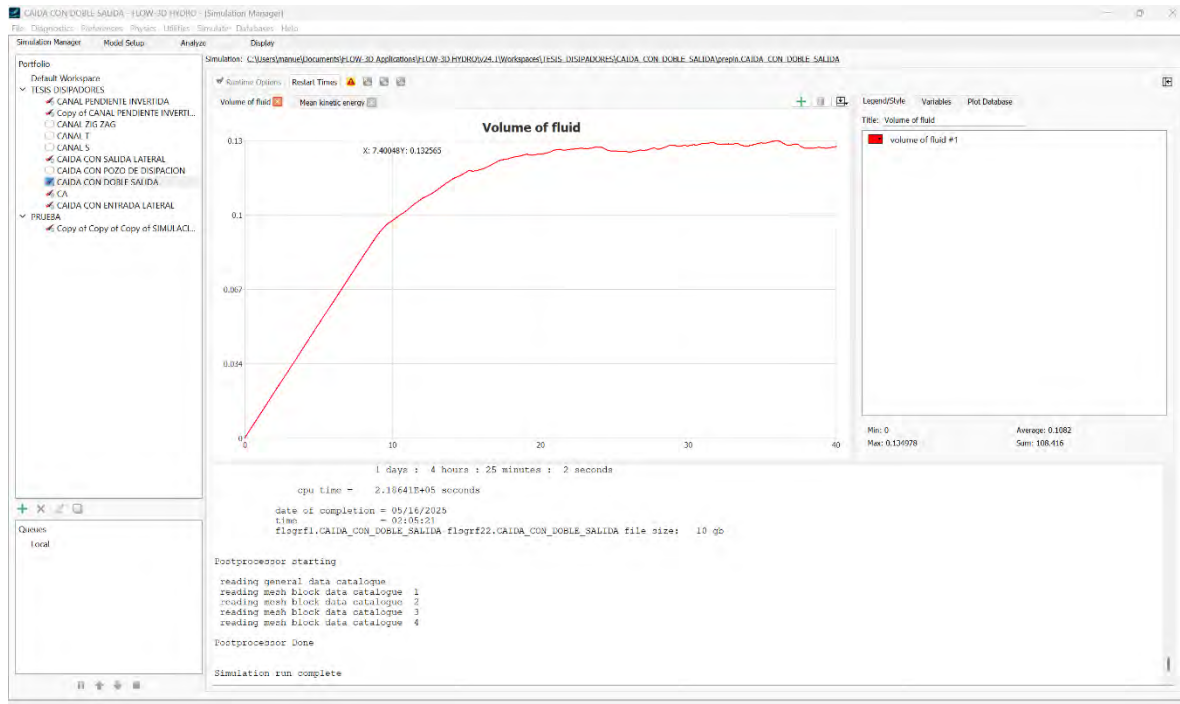 CAIDA CON DOBLE SALIDA - FLOW-3D HYDRO - [Simulation Manager]
File Diagnostics Preferences Physics Utilities Simulate Databases Help
Simulation Manager Model Setup Analyze Display
Portfolio
Default Workspace
TESIS DISIPADORES
CANAL PENDIENTE INVERTIDA
Copy of CANAL PENDIENTE INVERTI...
CANAL ZIG ZAG
CANAL T
CANAL S
CAIDA CON SALIDA LATERAL
CAIDA CON POZO DE DISIPACION
CAIDA CON DOBLE SALIDA
CA
CAIDA CON ENTRADA LATERAL
PRUEBA
Copy of Copy of Copy of SIMULACI...
Queues
Local
Simulation: C:\Users\manue\Documents\FLOW-3D Applications\FLOW-3D HYDRO\v24.1\Workspaces\TESIS_DISIPADORES\CAIDA_CON_DOBLE_SALIDA\prepin.CAIDA_CON_DOBLE_SALIDA
Runtime Options Restart Times
Volume of fluid Mean kinetic energy
Volume of fluid
X: 7.40048Y: 0.132565
0.13
0.1
0.067
0.034
0
0 10 20 30 40
Legend/Style Variables Plot Database
Title: Volume of fluid
volume of fluid #1
Min: 0 Average: 0.1082
Max: 0.134978 Sum: 108.416
1 days : 4 hours : 25 minutes : 2 seconds
cpu time = 2.18641E+05 seconds
date of completion = 05/16/2025
time = 02:05:21
flsgrf1.CAIDA_CON_DOBLE_SALIDA-flsgrf22.CAIDA_CON_DOBLE_SALIDA file size: 10 gb
Postprocessor starting
reading general data catalogue
reading mesh block data catalogue 1
reading mesh block data catalogue 2
reading mesh block data catalogue 3
reading mesh block data catalogue 4
Postprocessor Done
Simulation run complete